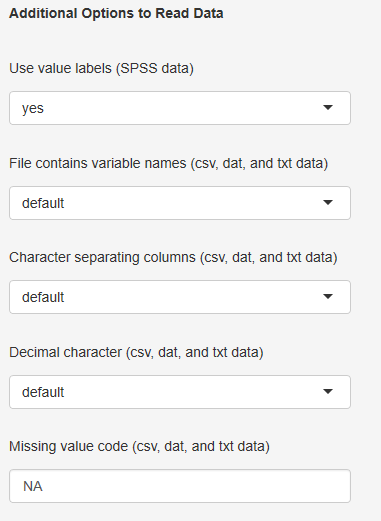 Additional Options to Read Data
Use value labels (SPSS data)
yes
File contains variable names (csv, dat, and txt data)
default
Character separating columns (csv, dat, and txt data)
default
Decimal character (csv, dat, and txt data)
default
Missing value code (csv, dat, and txt data)
NA